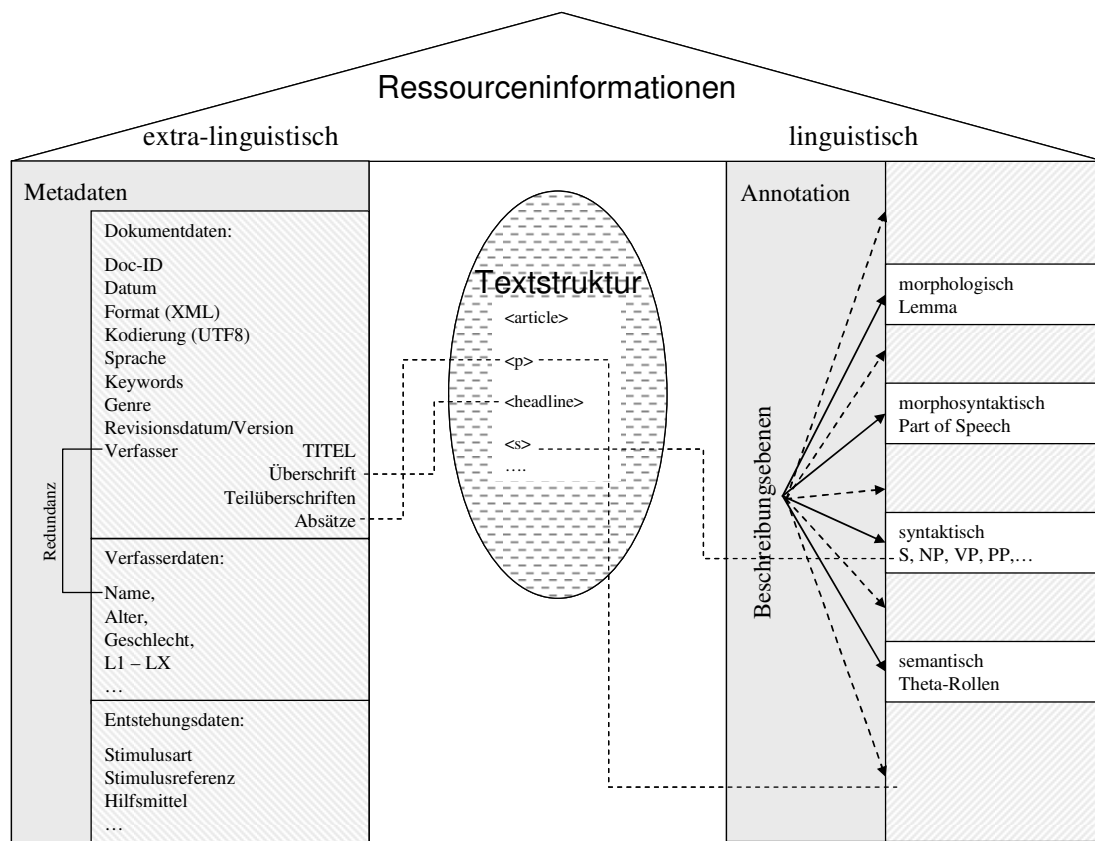 Ressourceninformationen
extra-linguistisch
linguistisch
Metadaten
Dokumentdaten:
Doc-ID
Datum
Format (XML)
Kodierung (UTF8)
Sprache
Keywords
Genre
Revisionsdatum/Version
Verfasser
TITEL
Überschrift
Teilüberschriften
Absätze
Redundanz
Verfasserdaten:
Name,
Alter,
Geschlecht,
L1 – LX
…
Entstehungsdaten:
Stimulusart
Stimulusreferenz
Hilfsmittel
…
Textstruktur
<article>
<p>
<headline>
<s>
….
Annotation
Beschreibungsebenen
morphologisch
Lemma
morphosyntaktisch
Part of Speech
syntaktisch
S, NP, VP, PP,…
semantisch
Theta-Rollen